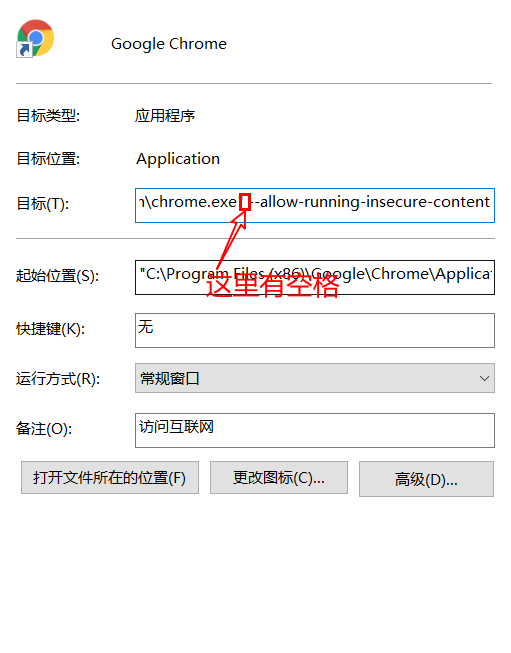 Google Chrome
目标类型: 应用程序
目标位置: Application
目标(T): \chrome.exe" --allow-running-insecure-content
起始位置(S): "C:\Program Files (x86)\Google\Chrome\Applica
这里有空格
快捷键(K): 无
运行方式(R): 常规窗口
备注(O): 访问互联网
打开文件所在的位置(F) 更改图标(C)... 高级(D)...